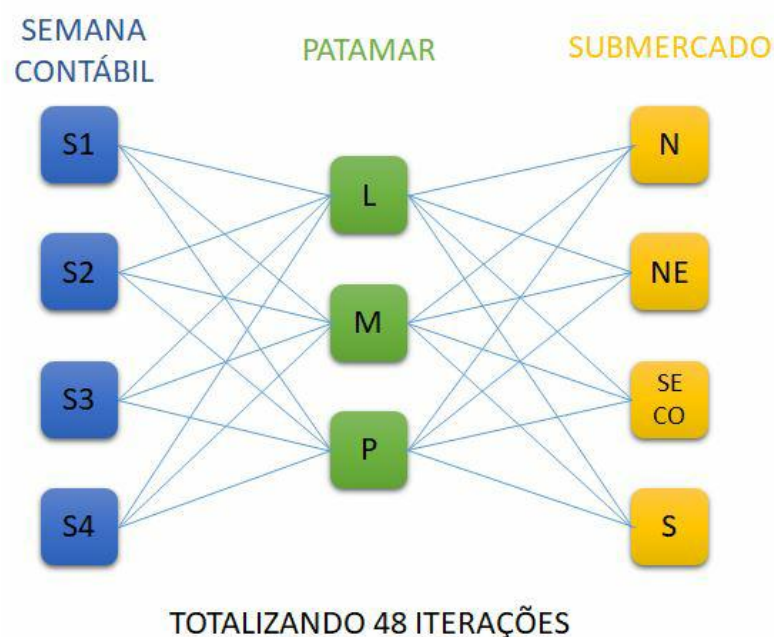 SEMANA
CONTÁBIL
PATAMAR
SUBMERCADO
S1
S2
S3
S4
L
M
P
N
NE
SE
CO
S
TOTALIZANDO 48 ITERAÇÕES